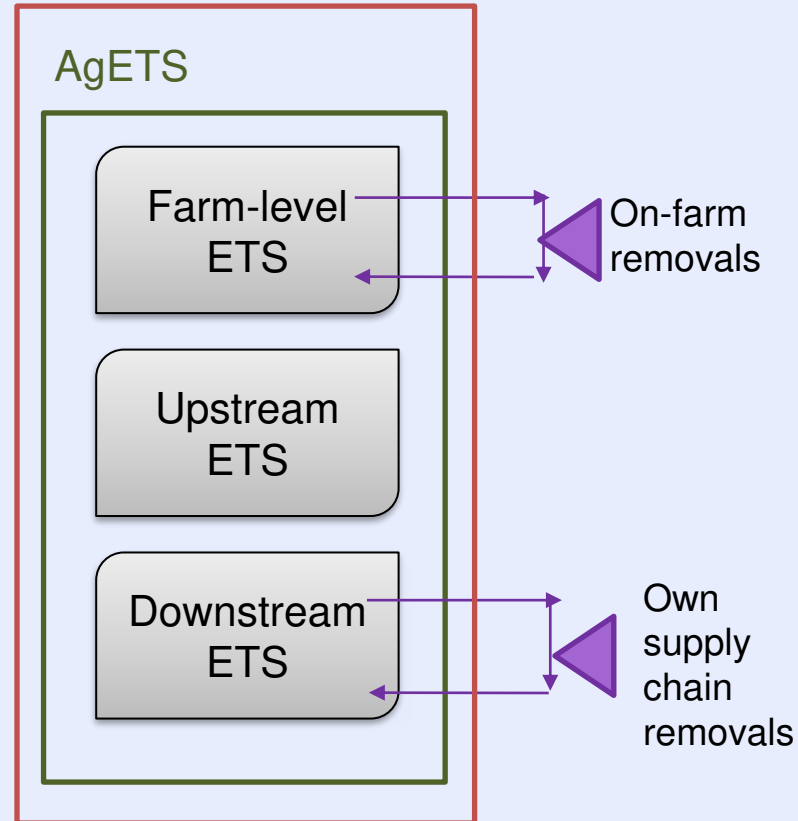 AgETS
Farm-level
ETS
On-farm
removals
Upstream
ETS
Downstream
ETS
Own
supply
chain
removals